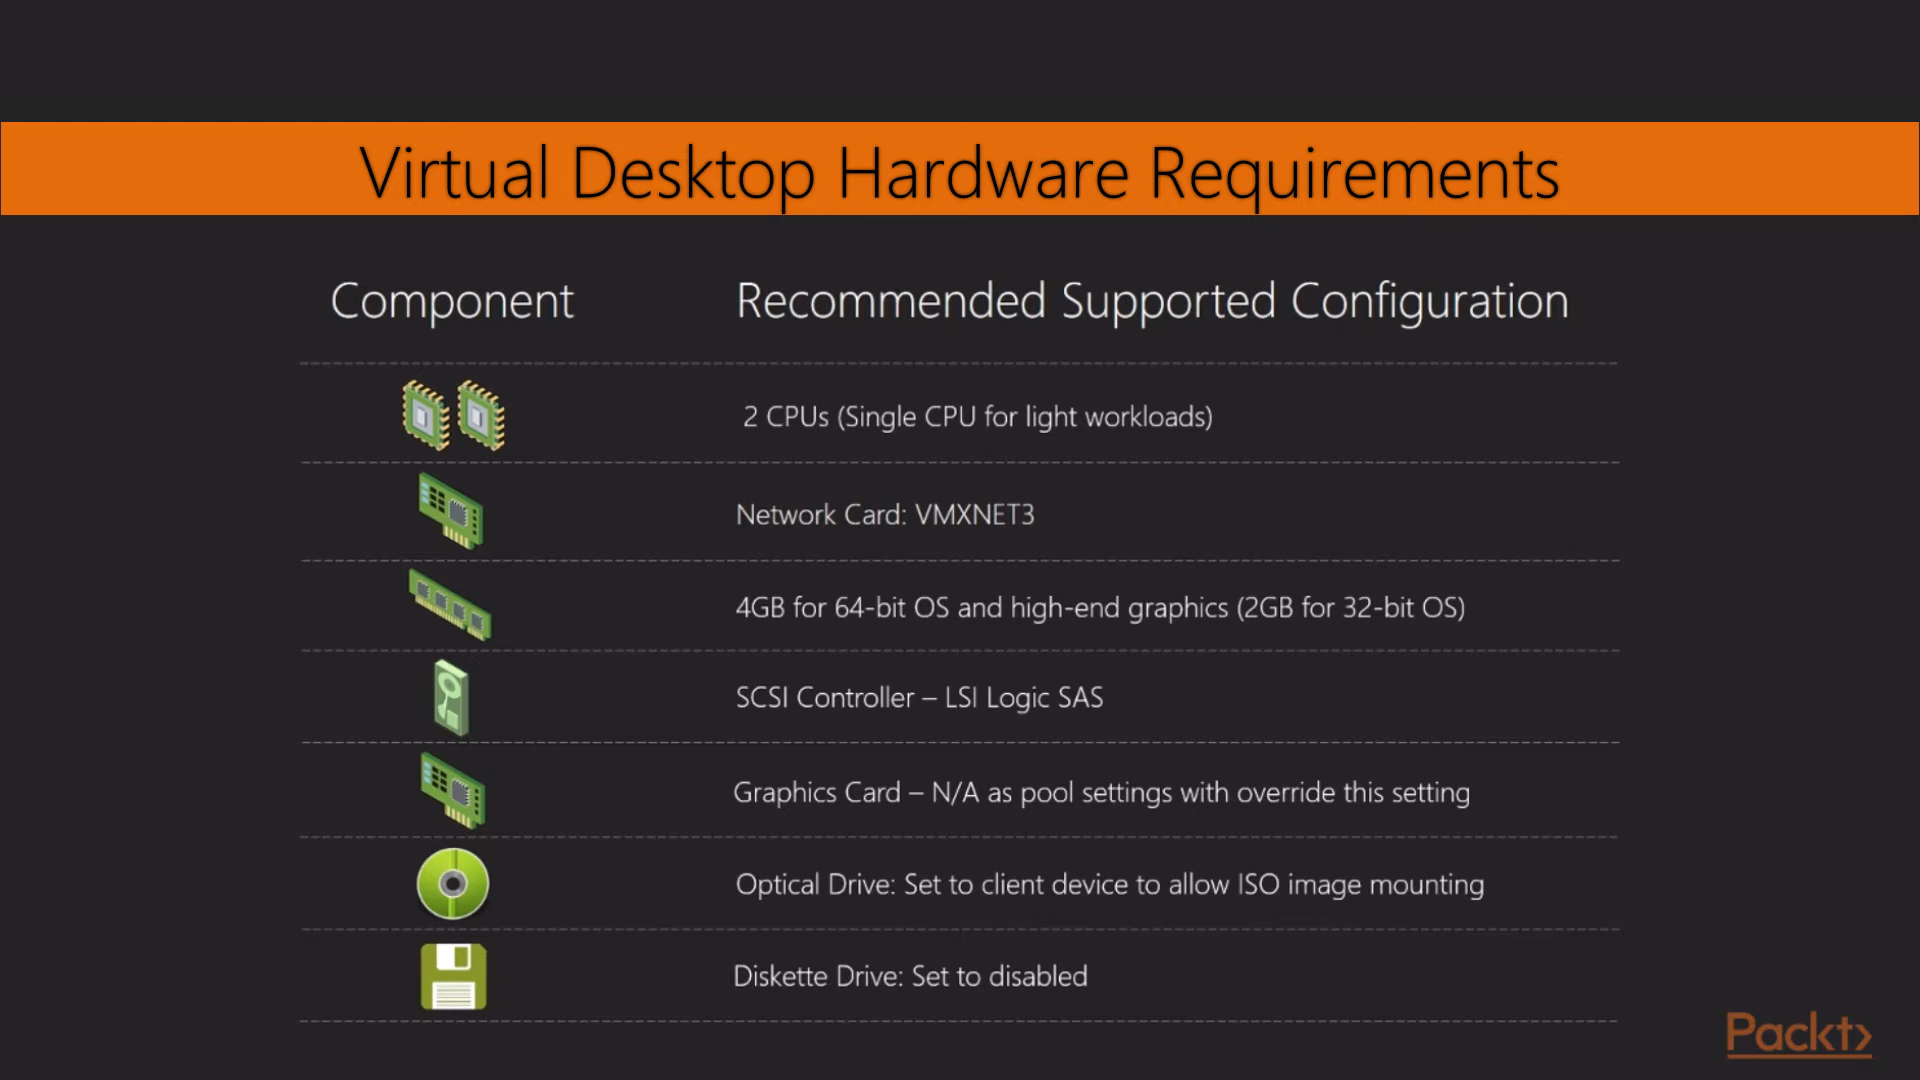 Virtual Desktop Hardware Requirements
Component Recommended Supported Configuration
2 CPUs (Single CPU for light workloads)
Network Card: VMXNET3
4GB for 64-bit OS and high-end graphics (2GB for 32-bit OS)
SCSI Controller – LSI Logic SAS
Graphics Card – N/A as pool settings with override this setting
Optical Drive: Set to client device to allow ISO image mounting
Diskette Drive: Set to disabled
Packt>